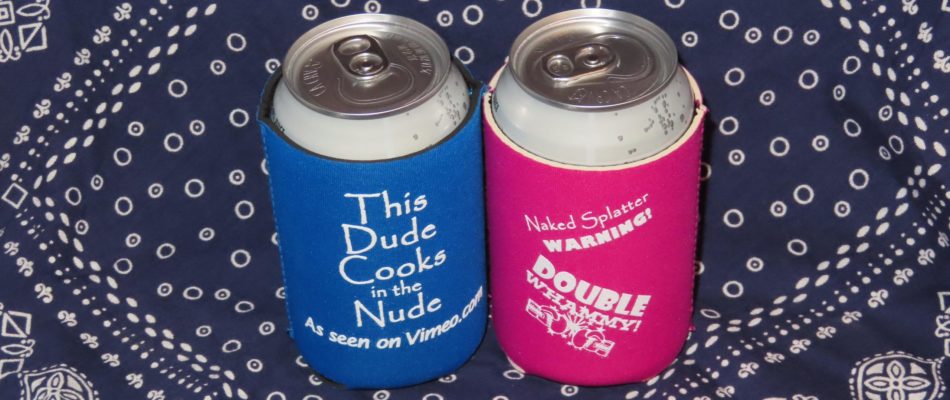 This
Dude
Cooks
in the
Nude
As seen on Vimeo.com
Naked Splatter
WARNING!
DOUBLE
WHAMMY!